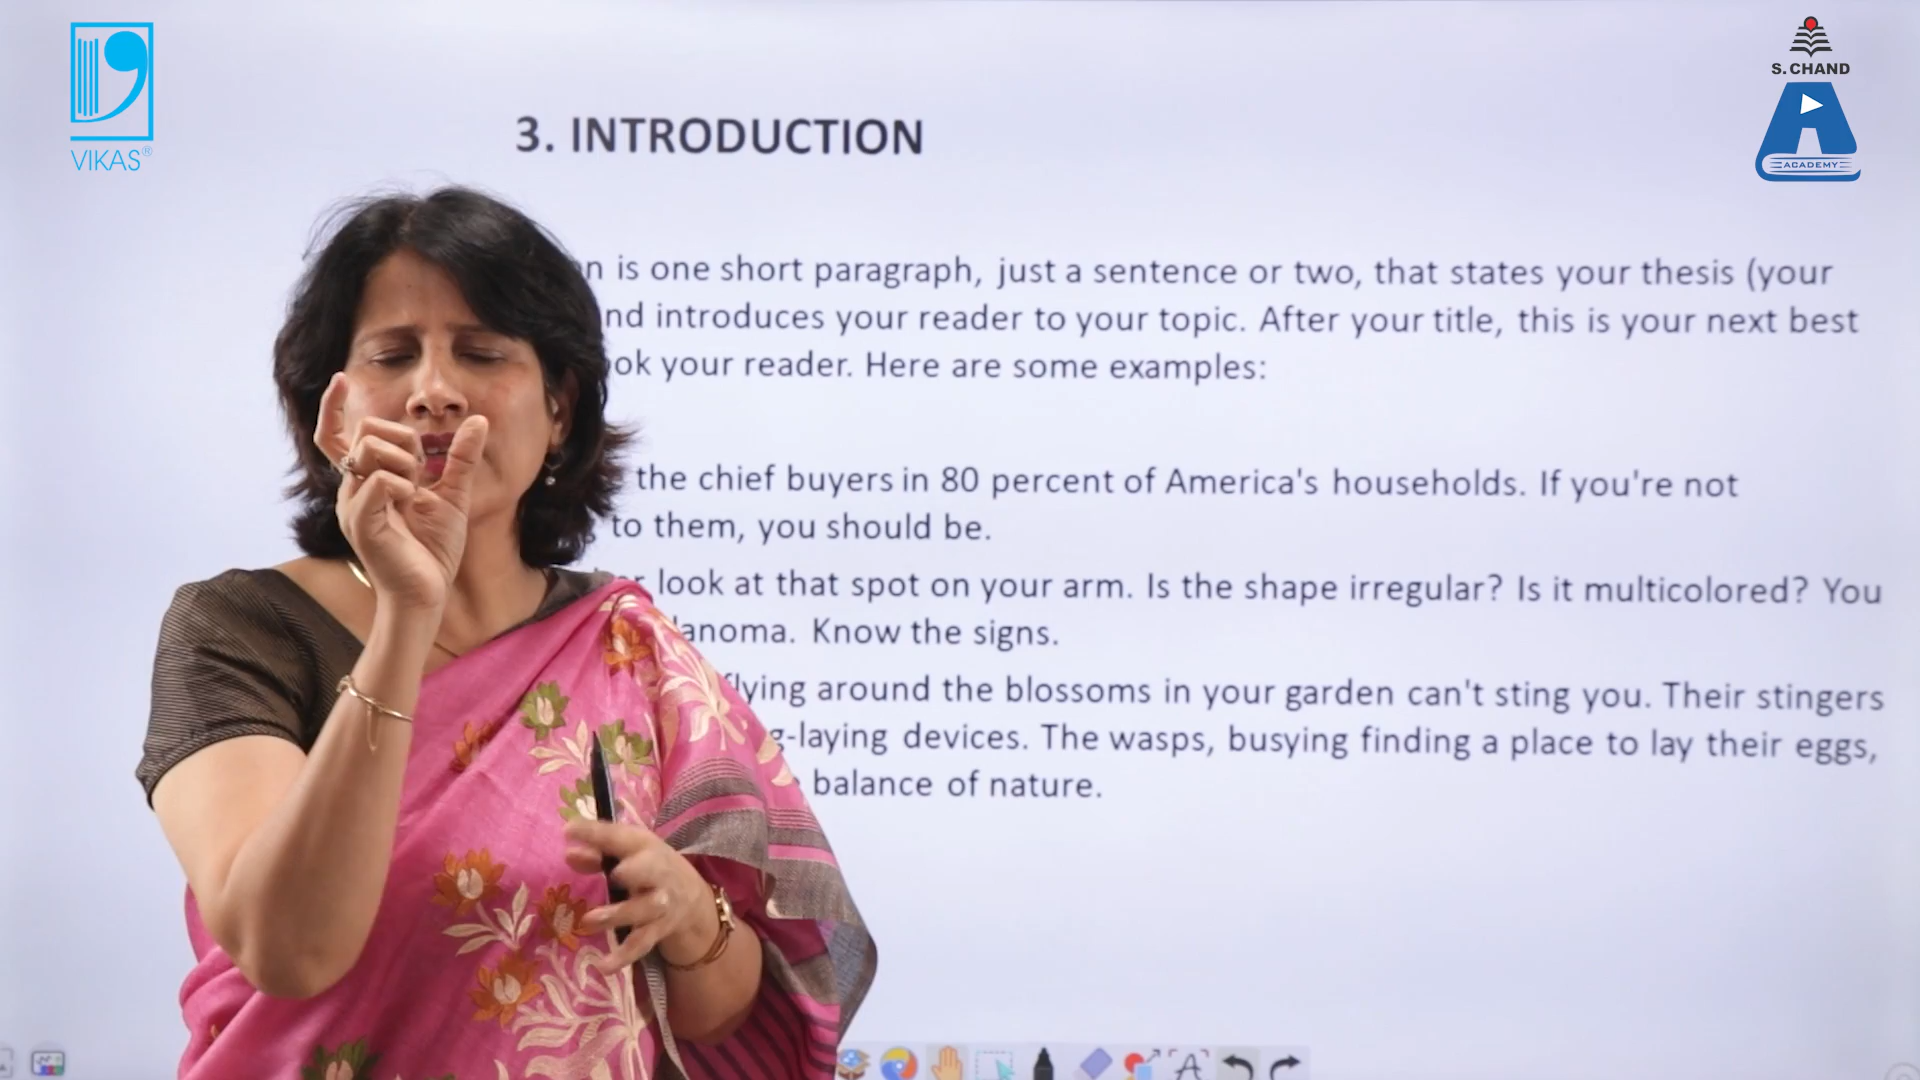 VIKAS®
S. CHAND
ACADEMY
3. INTRODUCTION
is one short paragraph, just a sentence or two, that states your thesis (your
introduces your reader to your topic. After your title, this is your next best
your reader. Here are some examples:
the chief buyers in 80 percent of America's households. If you're not
to them, you should be.
look at that spot on your arm. Is the shape irregular? Is it multicolored? You
Know the signs.
flying around the blossoms in your garden can't sting you. Their stingers
-laying devices. The wasps, busying finding a place to lay their eggs,
balance of nature.